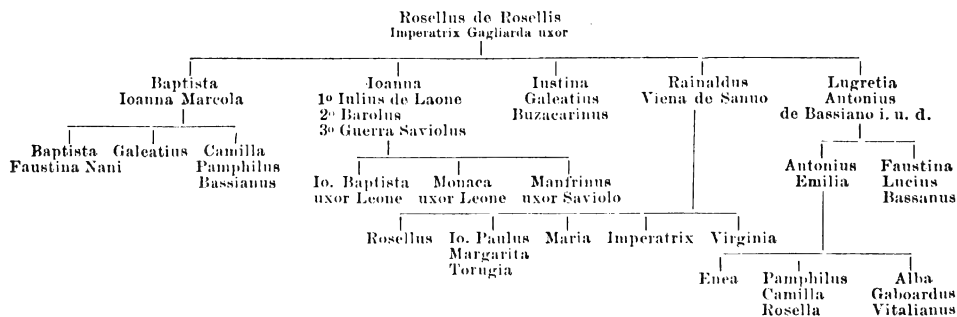 Rosellus de Rosellis
Imperatrix Gagliarda uxor
Baptista
Ioanna Marcola
Ioanna
1º Iulius de Laone
2º Barolus
3º Guerra Saviolus
Iustina
Galeatius
Buzacarinus
Rainaldus
Viena de Sanuo
Lugretia
Antonius
de Bassiano i. u. d.
Baptista
Faustina Nani
Galeatius
Camilla
Pamphilus
Bassianus
Io. Baptista
uxor Leone
Monaca
uxor Leone
Manfrinus
uxor Saviolo
Antonius
Emilia
Faustina
Lucius
Bassanus
Rosellus
Io. Paulus
Margarita
Torugia
Maria
Imperatrix
Virginia
Enea
Pamphilus
Camilla
Rosella
Alba
Gaboardus
Vitalianus